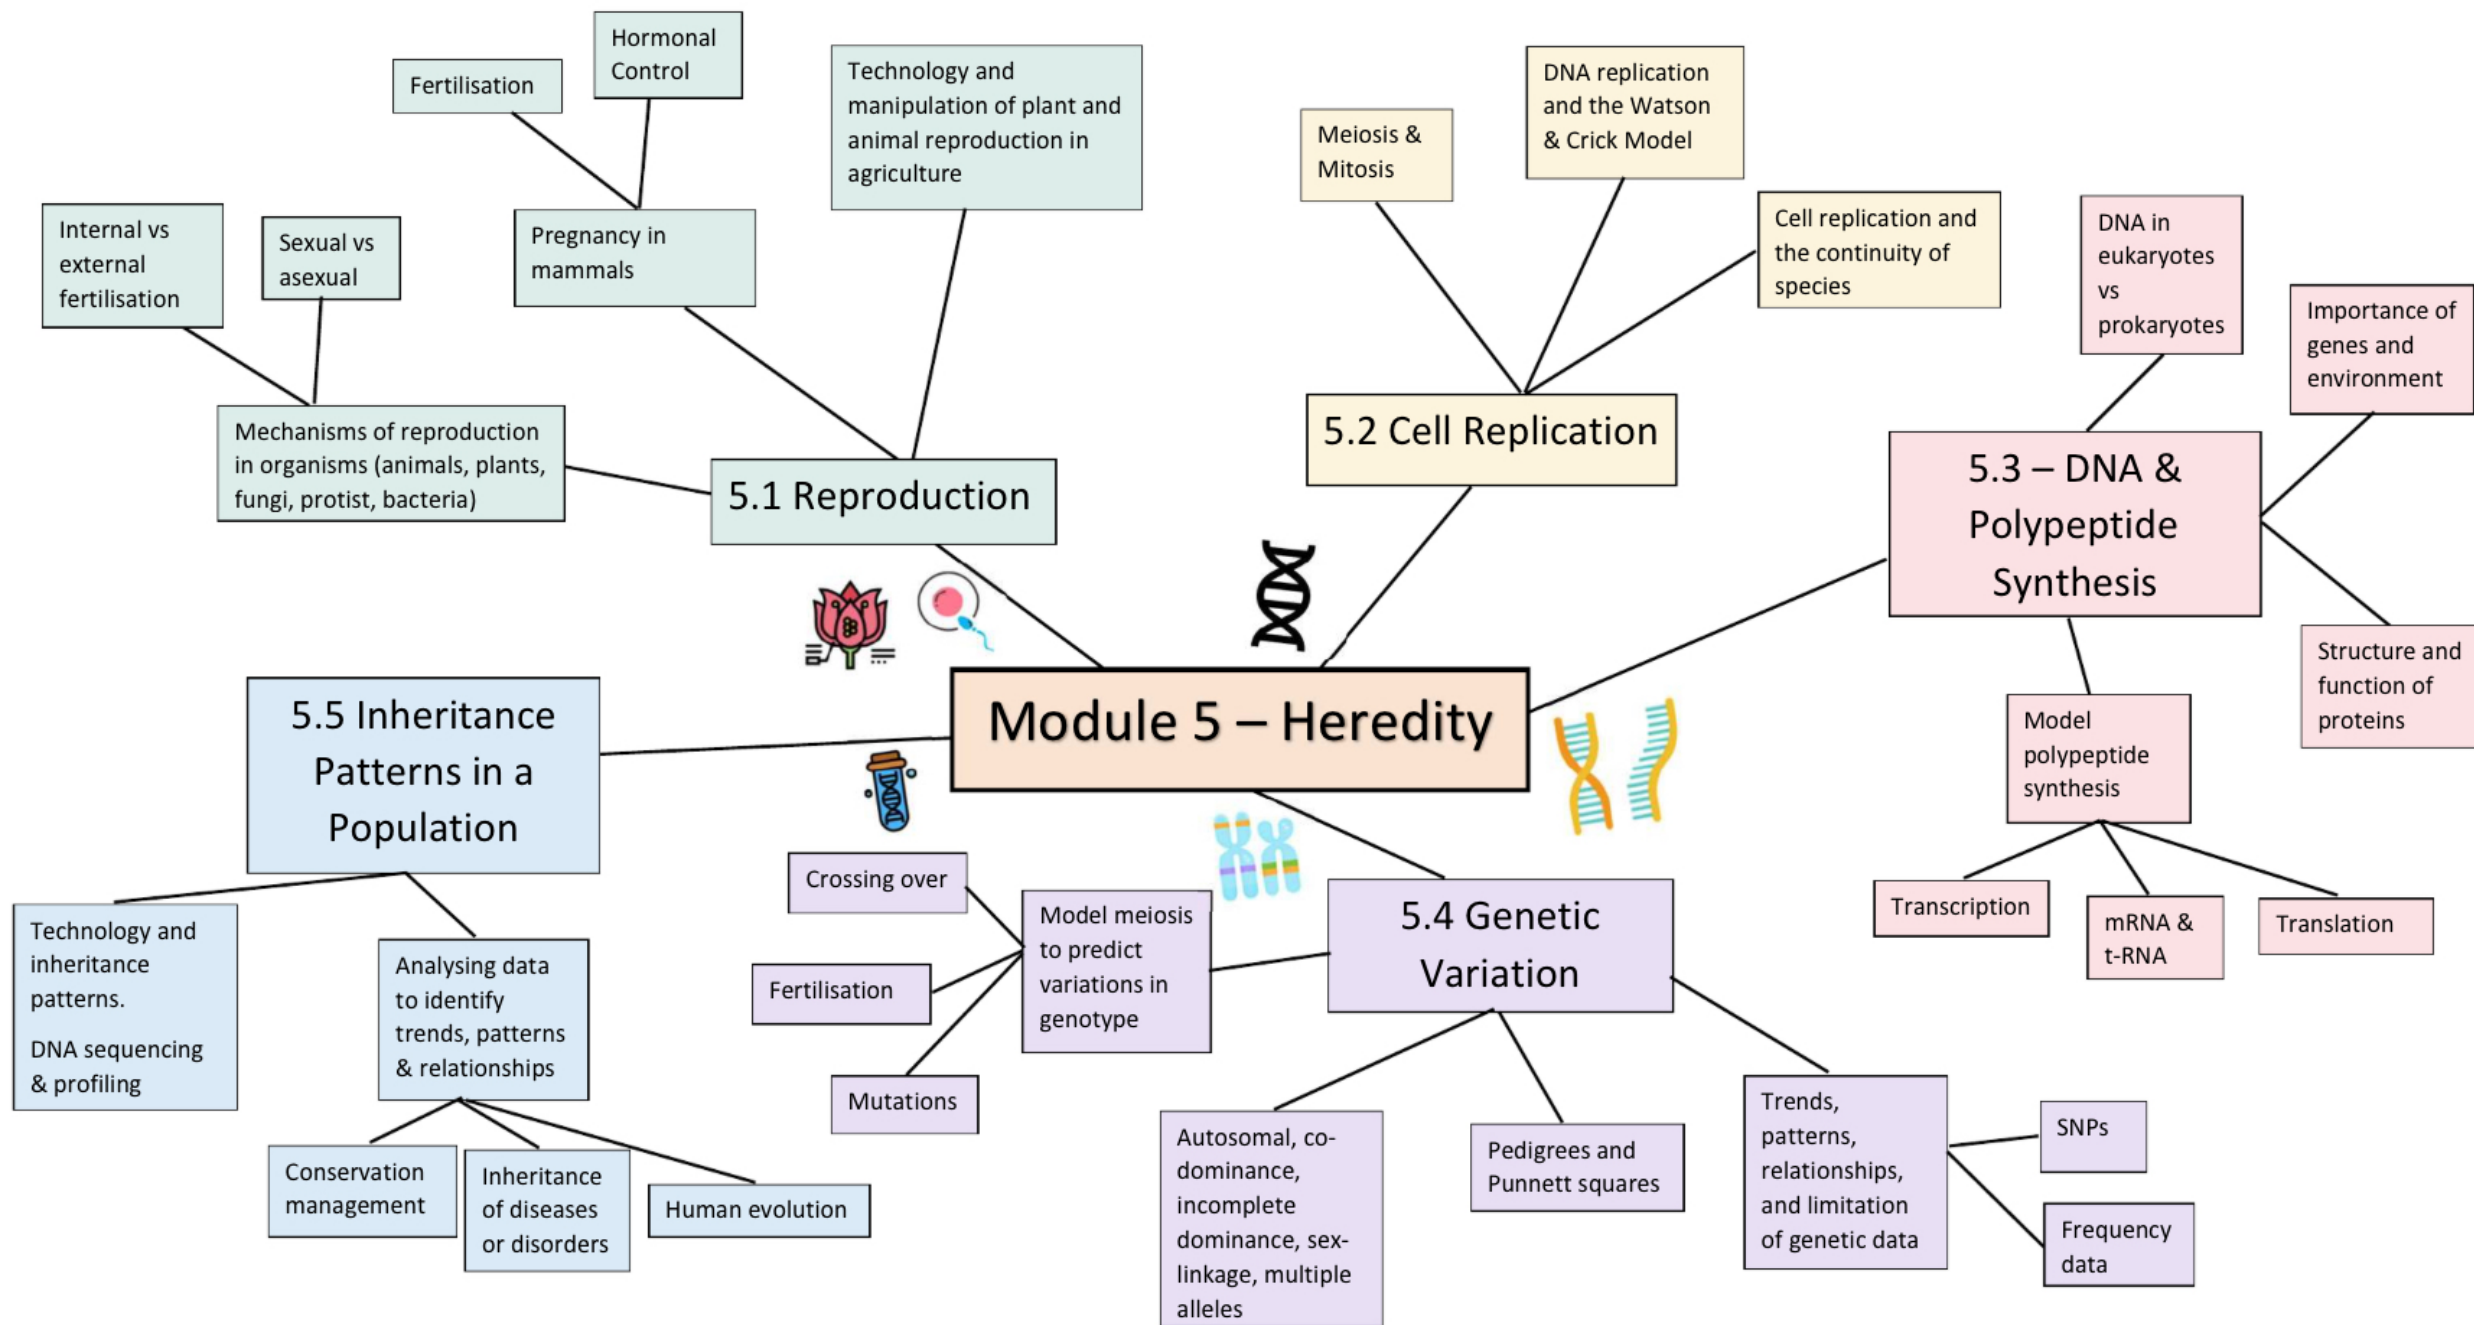 Hormonal
Control
Fertilisation
Technology and
manipulation of plant and
animal reproduction in
agriculture
Internal vs
external
fertilisation
Sexual vs
asexual
Pregnancy in
mammals
Mechanisms of reproduction
in organisms (animals, plants,
fungi, protist, bacteria)
5.1 Reproduction
Meiosis &
Mitosis
DNA replication
and the Watson
& Crick Model
Cell replication and
the continuity of
species
5.2 Cell Replication
DNA in
eukaryotes
vs
prokaryotes
Importance of
genes and
environment
5.3 – DNA &
Polypeptide
Synthesis
Structure and
function of
proteins
Model
polypeptide
synthesis
Transcription
mRNA &
t-RNA
Translation
Module 5 – Heredity
5.5 Inheritance
Patterns in a
Population
Technology and
inheritance
patterns.
DNA sequencing
& profiling
Analysing data
to identify
trends, patterns
& relationships
Conservation
management
Inheritance
of diseases
or disorders
Human evolution
Crossing over
Fertilisation
Mutations
Model meiosis
to predict
variations in
genotype
5.4 Genetic
Variation
Autosomal, co-
dominance,
incomplete
dominance, sex-
linkage, multiple
alleles
Pedigrees and
Punnett squares
Trends,
patterns,
relationships,
and limitation
of genetic data
SNPs
Frequency
data